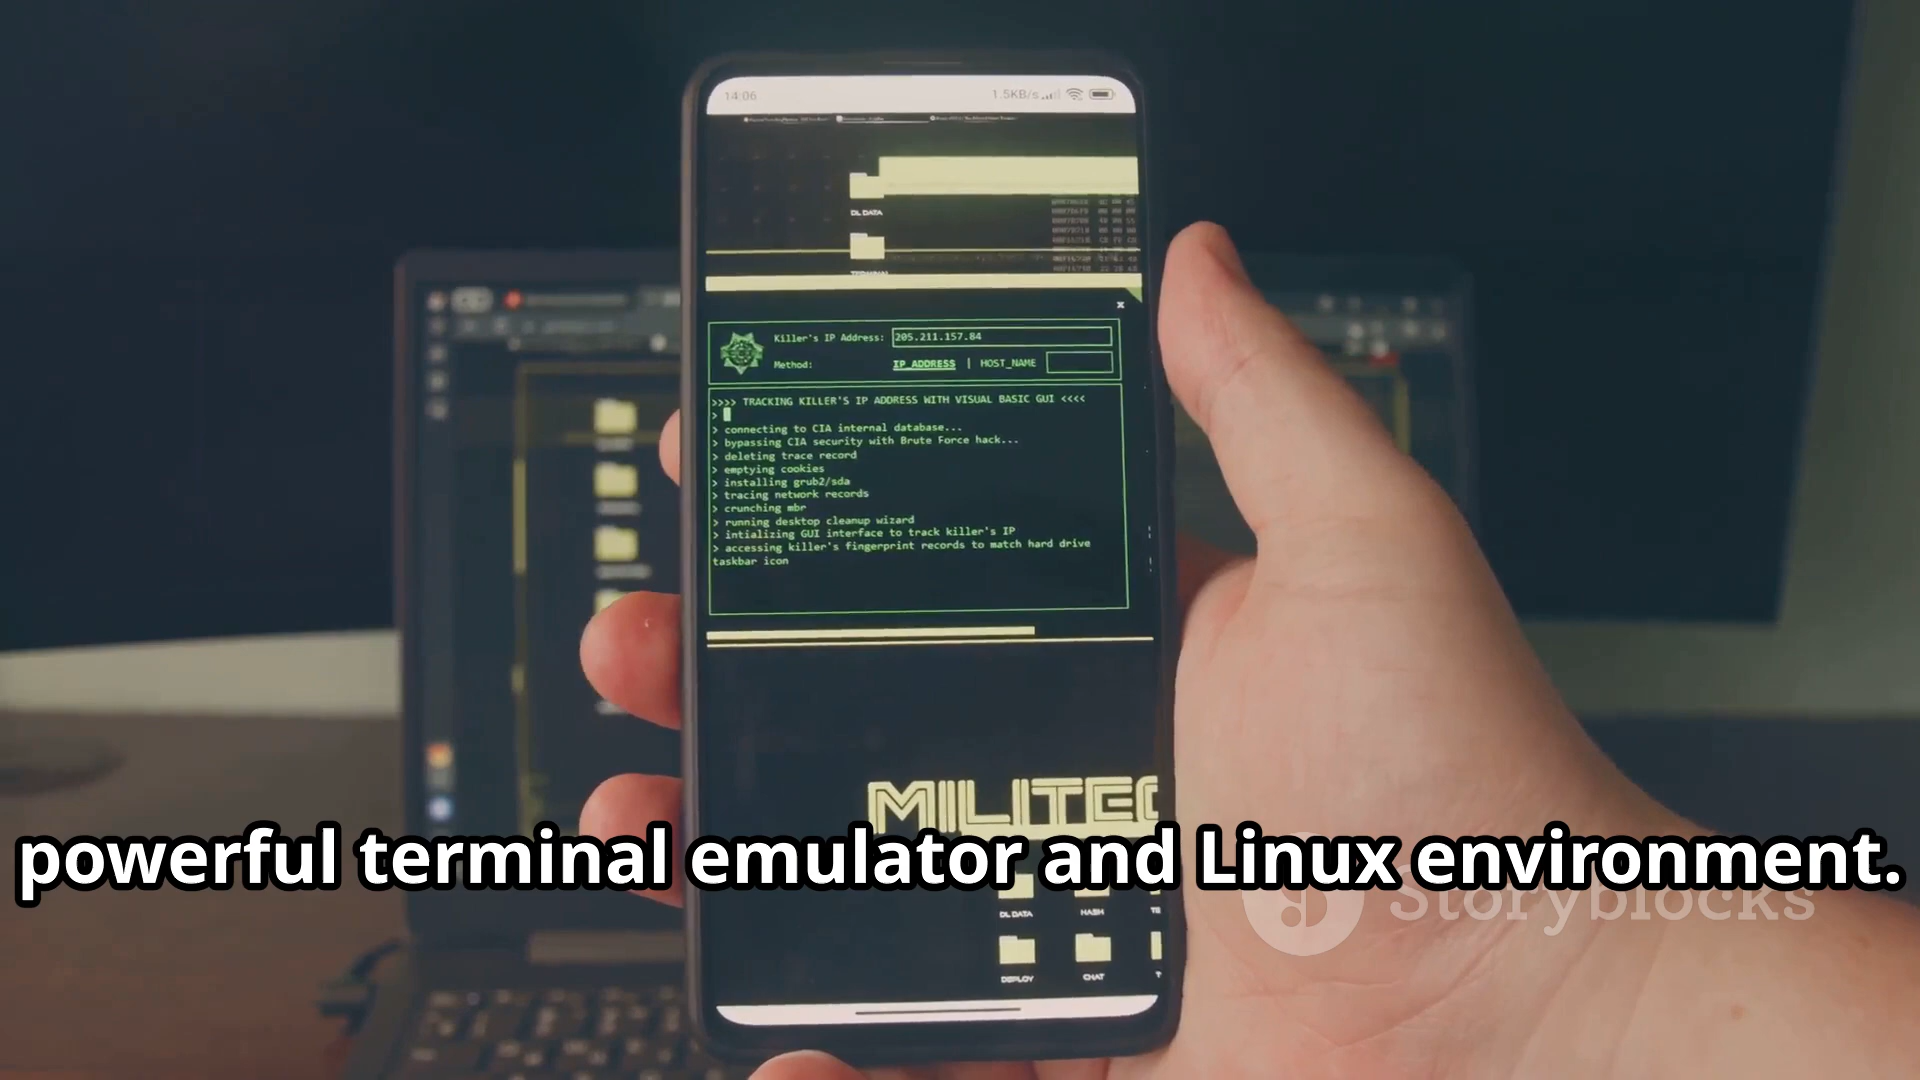 14:06
1.5KB/s
DL DATA
TERMINAL
x
Killer's IP Address: 205.211.157.84
Method: IP_ADDRESS | HOST_NAME
>>>> TRACKING KILLER'S IP ADDRESS WITH VISUAL BASIC GUI <<<<
>
> connecting to CIA internal database...
> bypassing CIA security with Brute Force hack...
> deleting trace record
> emptying cookies
> installing grub2/sda
> tracing network records
> crunching mbr
> running desktop cleanup wizard
> intializing GUI interface to track killer's IP
> accessing killer's fingerprint records to match hard drive
taskbar icon
MILITEC
powerful terminal emulator and Linux environment.
Storyblocks
DL DATA HASH TE
DEPLOY CHAT T